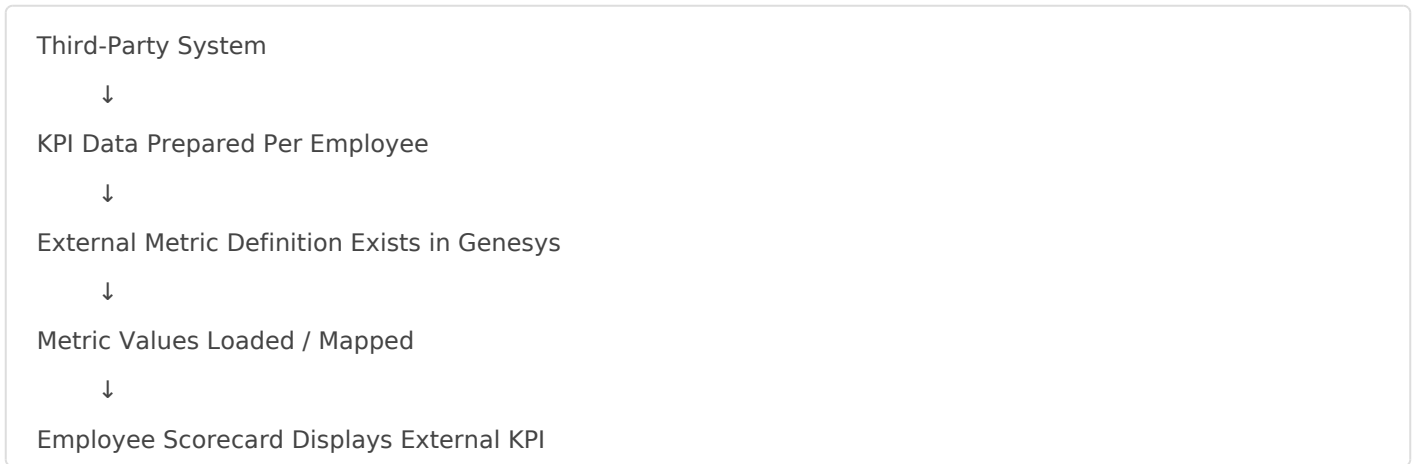 Third-Party System
↓
KPI Data Prepared Per Employee
↓
External Metric Definition Exists in Genesys
↓
Metric Values Loaded / Mapped
↓
Employee Scorecard Displays External KPI